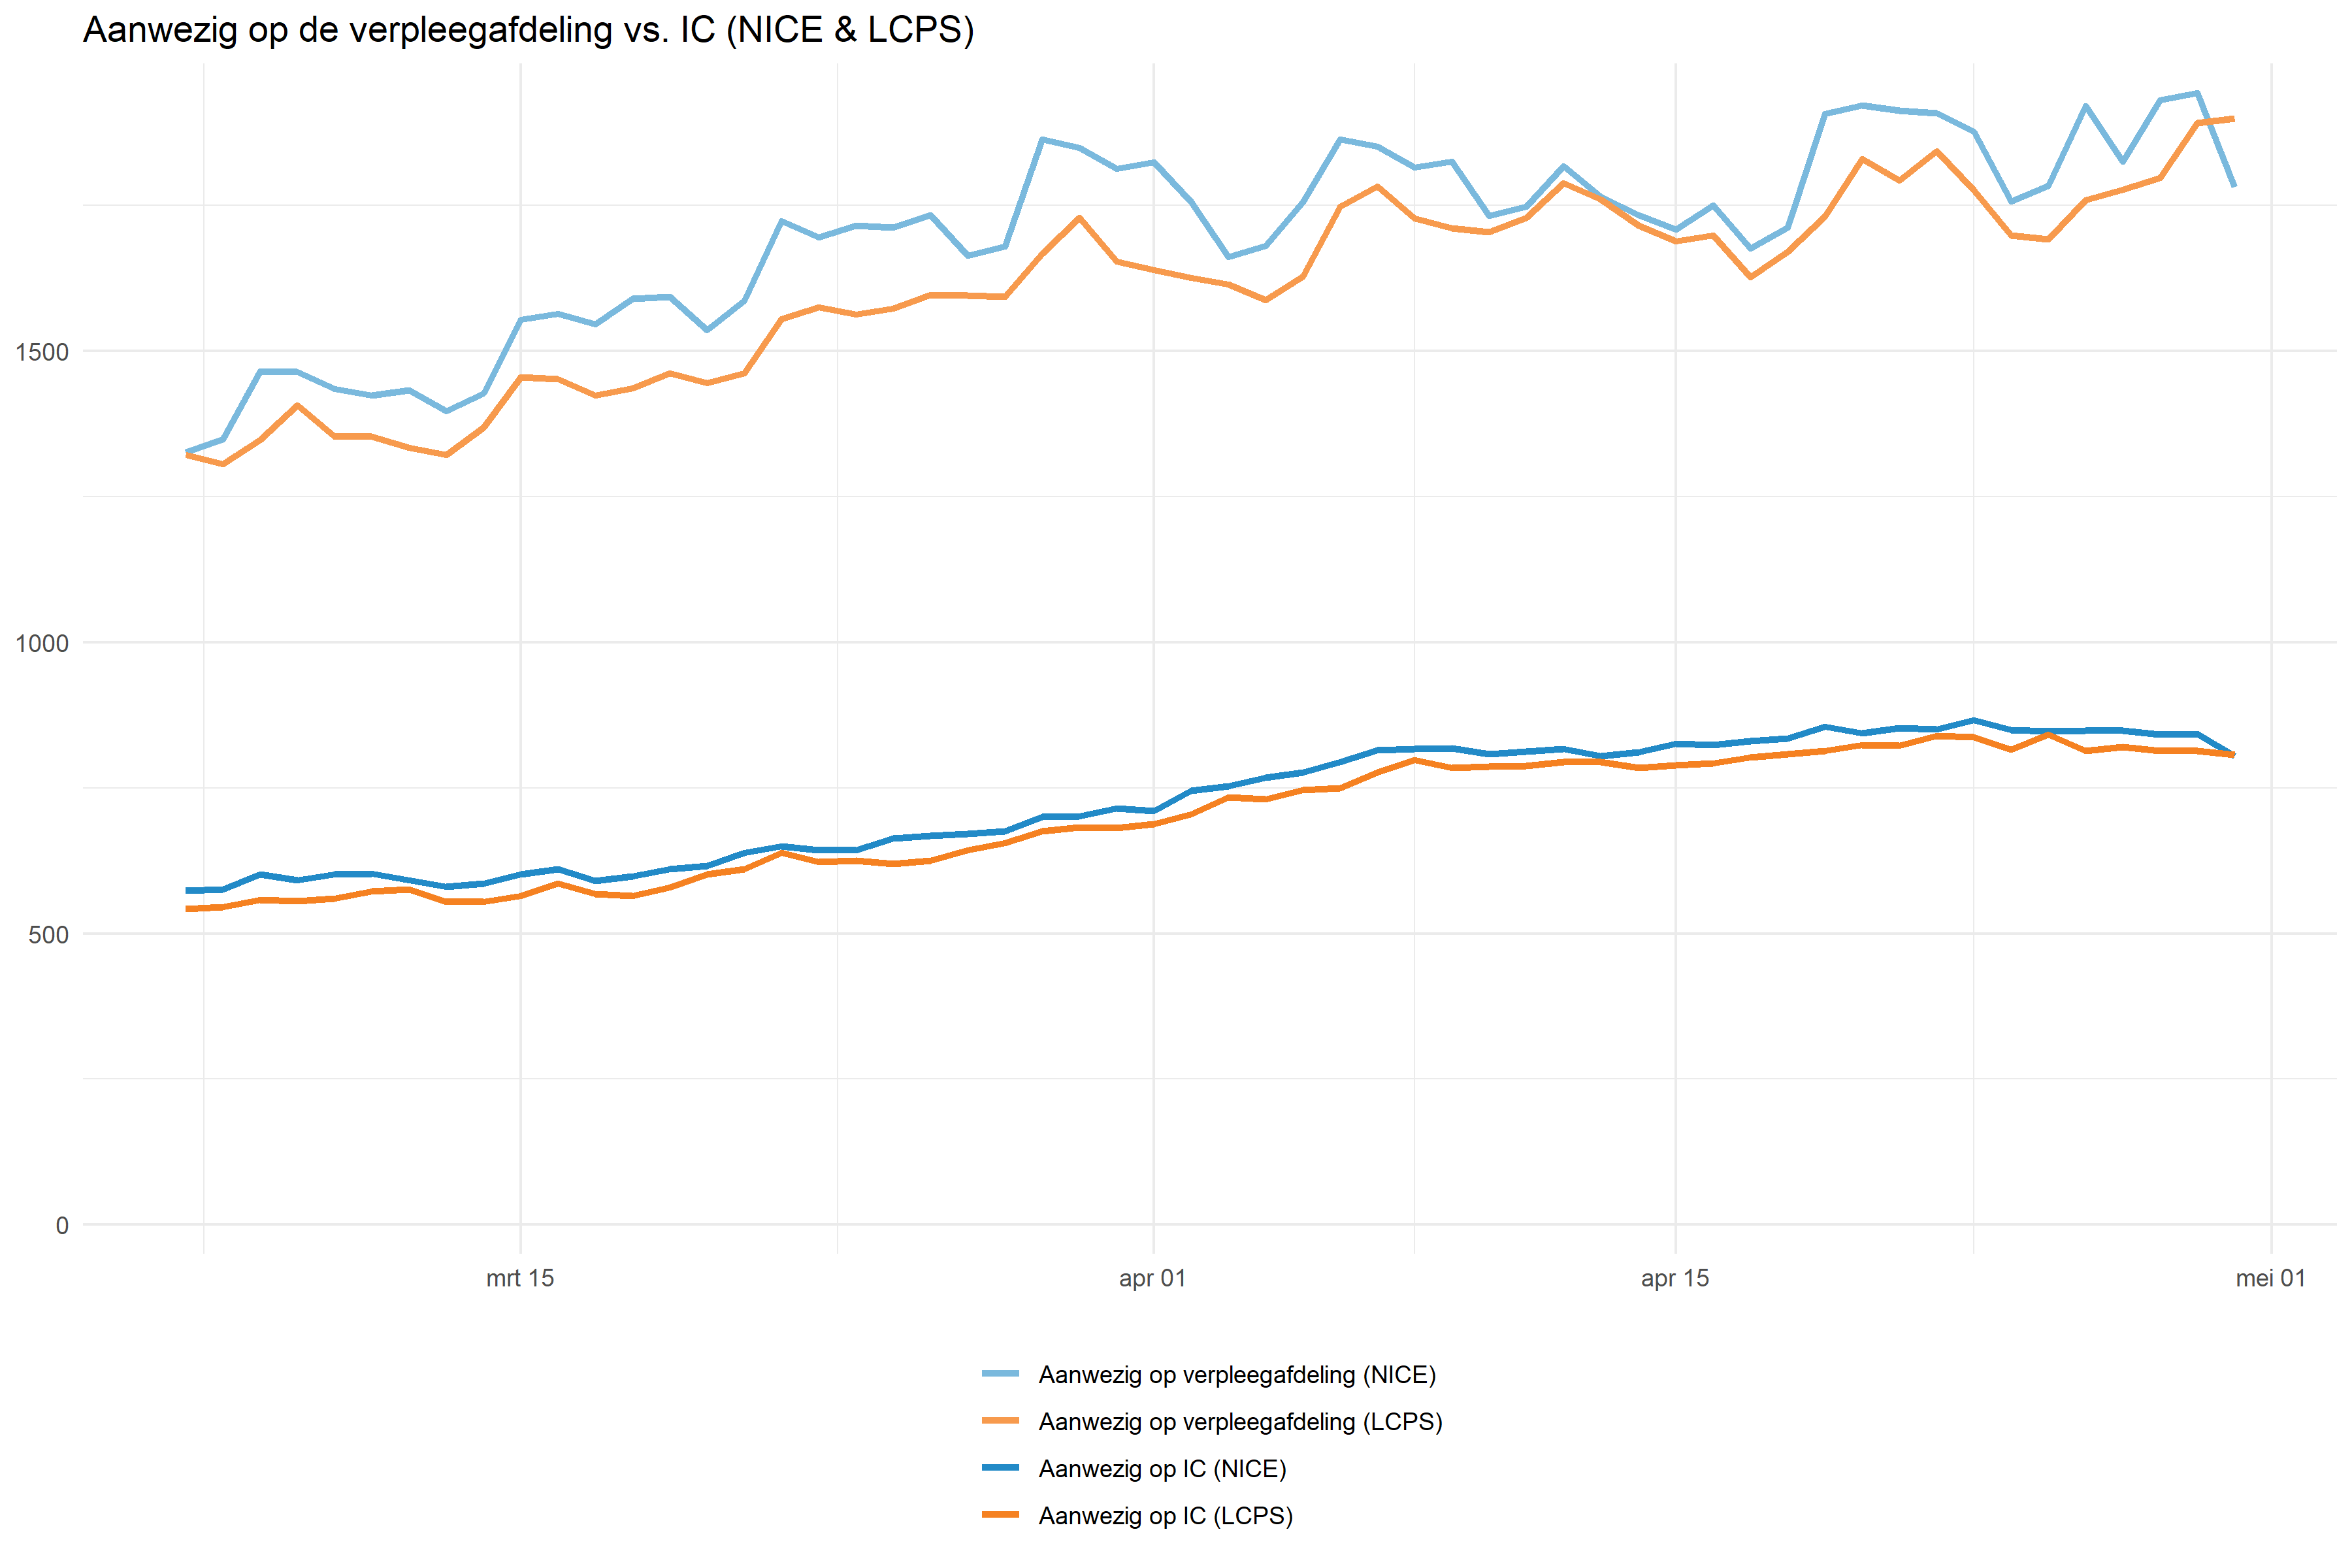 Aanwezig op de verpleegafdeling vs. IC (NICE & LCPS)
1500
1000
500
0
mrt 15
apr 01
apr 15
mei 01
Aanwezig op verpleegafdeling (NICE)
Aanwezig op verpleegafdeling (LCPS)
Aanwezig op IC (NICE)
Aanwezig op IC (LCPS)